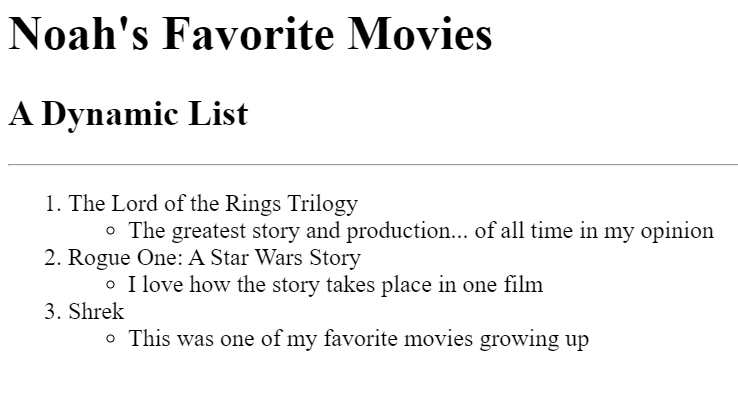 Noah's Favorite Movies
A Dynamic List
1. The Lord of the Rings Trilogy
The greatest story and production... of all time in my opinion
2. Rogue One: A Star Wars Story
I love how the story takes place in one film
3. Shrek
This was one of my favorite movies growing up